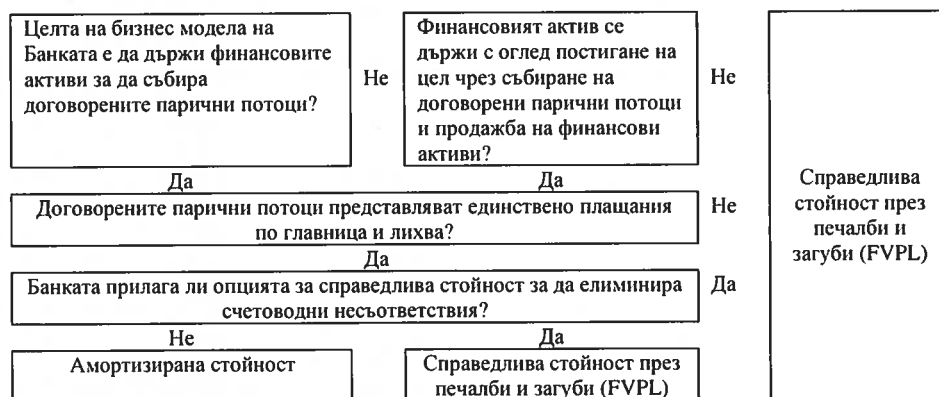 Целта на бизнес модела на
Банката е да държи финансовите
активи за да събира
договорените парични потоци?
Не
Финансовият актив се
държи с оглед постигане на
цел чрез събиране на
договорени парични потоци
и продажба на финансови
активи?
Не
Да
Да
Договорените парични потоци представляват единствено плащания
по главница и лихва?
Не
Да
Банката прилага ли опцията за справедлива стойност за да елиминира
счетоводни несъответствия?
Да
Не
Да
Амортизирана стойност
Справедлива стойност през
печалби и загуби (FVPL)
Справедлива
стойност през
печалби и
загуби (FVPL)